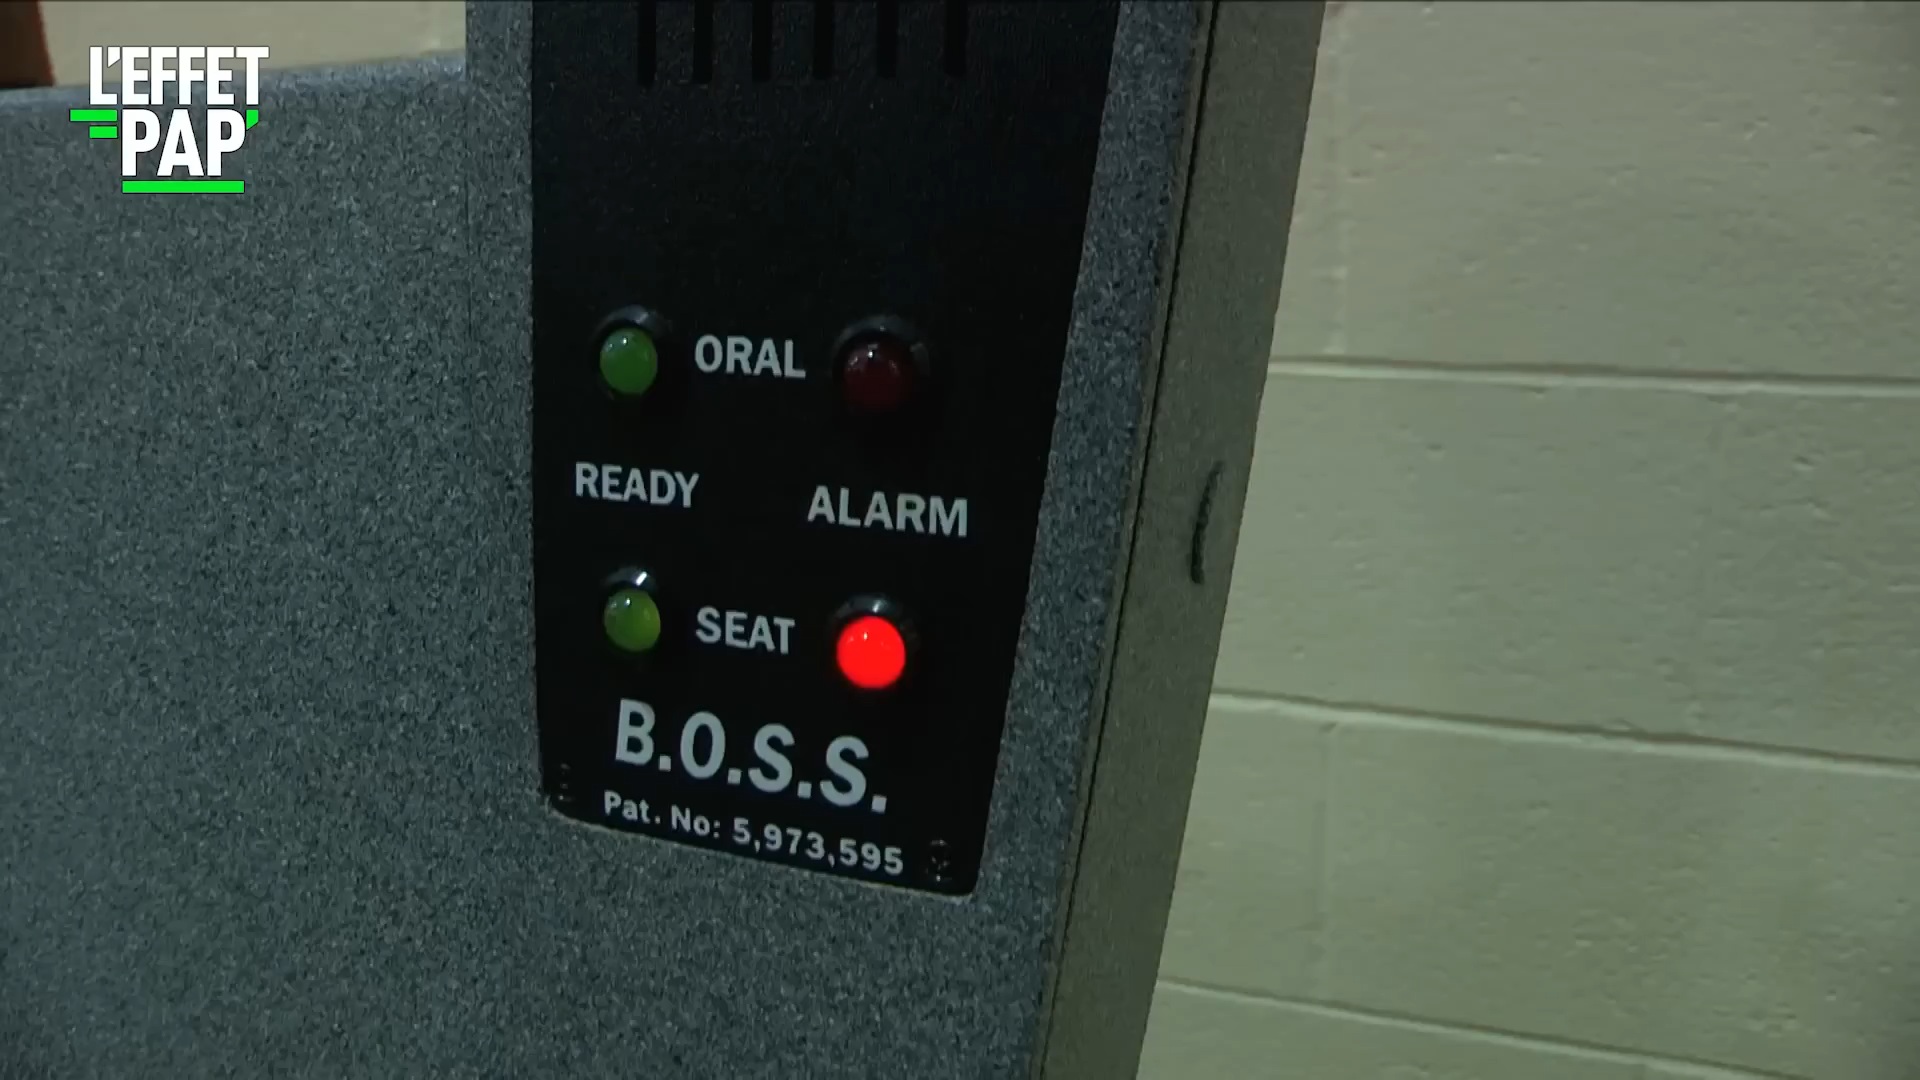 L'EFFET
PAP'
ORAL
READY
ALARM
SEAT
B.O.S.S.
Pat. No: 5,973,595